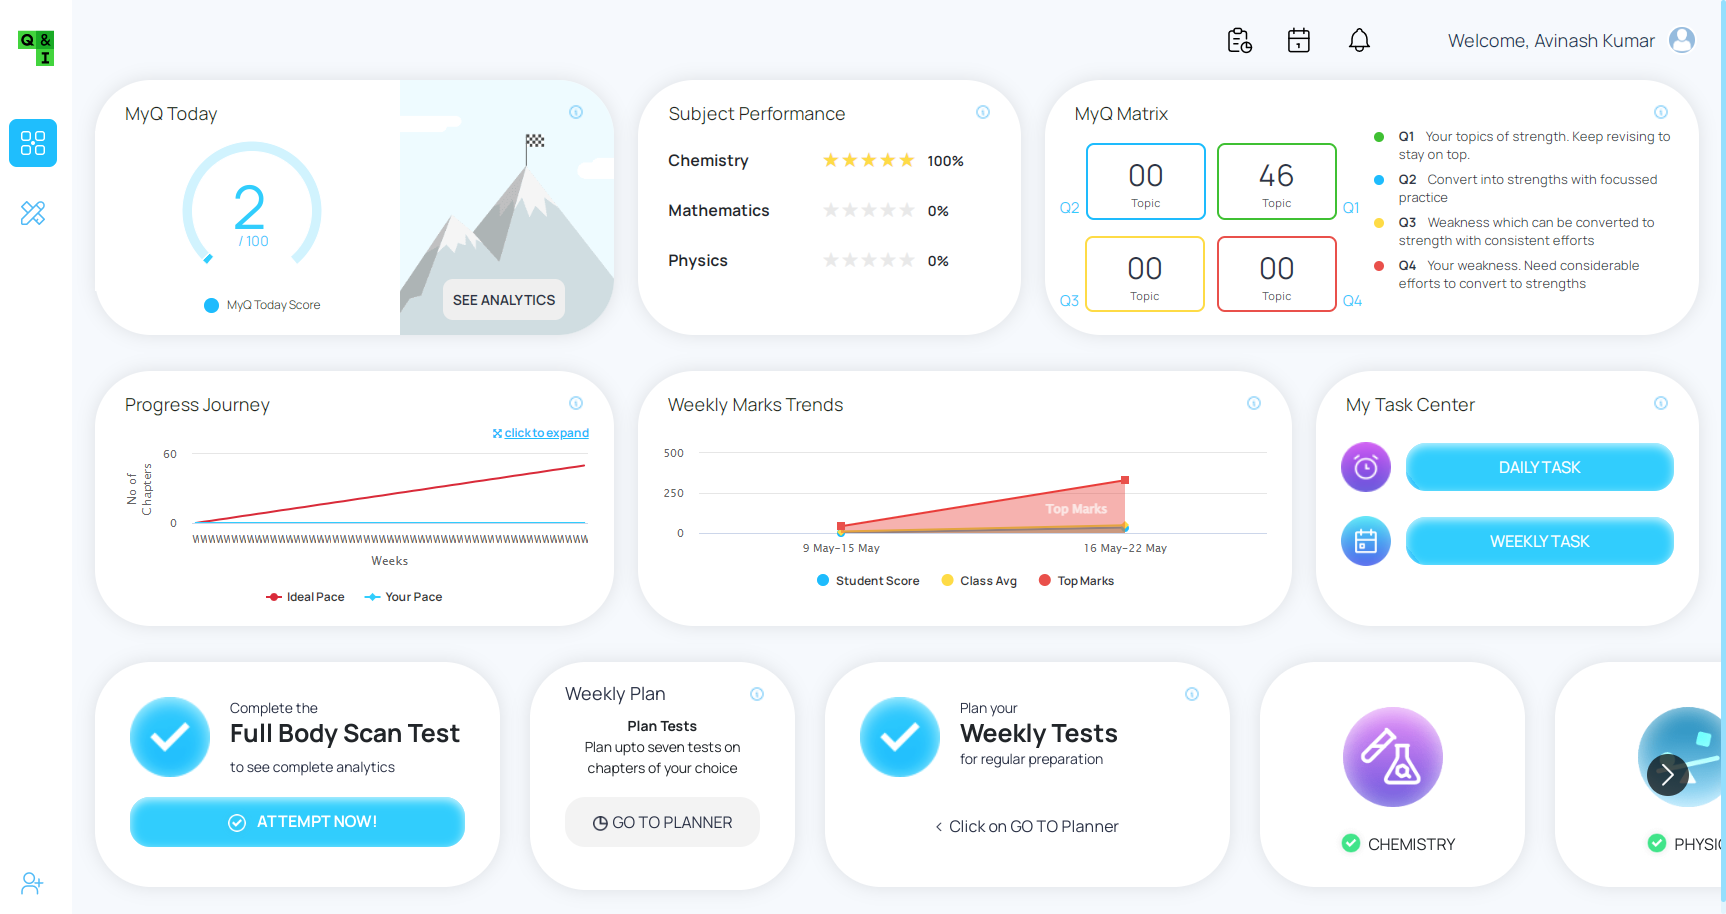 Q &
I
Welcome, Avinash Kumar
MyQ Today
2
/ 100
MyQ Today Score
SEE ANALYTICS
Subject Performance
Chemistry 100%
Mathematics 0%
Physics 0%
MyQ Matrix
Q2
00
Topic
46
Topic
Q1
Q3
00
Topic
00
Topic
Q4
Q1 Your topics of strength. Keep revising to
stay on top.
Q2 Convert into strengths with focussed
practice
Q3 Weakness which can be converted to
strength with consistent efforts
Q4 Your weakness. Need considerable
efforts to convert to strengths
Progress Journey
click to expand
No of
Chapters
60
0
Weeks
Ideal Pace Your Pace
Weekly Marks Trends
500
250
0
Top Marks
9 May-15 May 16 May-22 May
Student Score Class Avg Top Marks
My Task Center
DAILY TASK
WEEKLY TASK
Complete the
Full Body Scan Test
to see complete analytics
ATTEMPT NOW!
Weekly Plan
Plan Tests
Plan upto seven tests on
chapters of your choice
GO TO PLANNER
Plan your
Weekly Tests
for regular preparation
< Click on GO TO Planner
CHEMISTRY